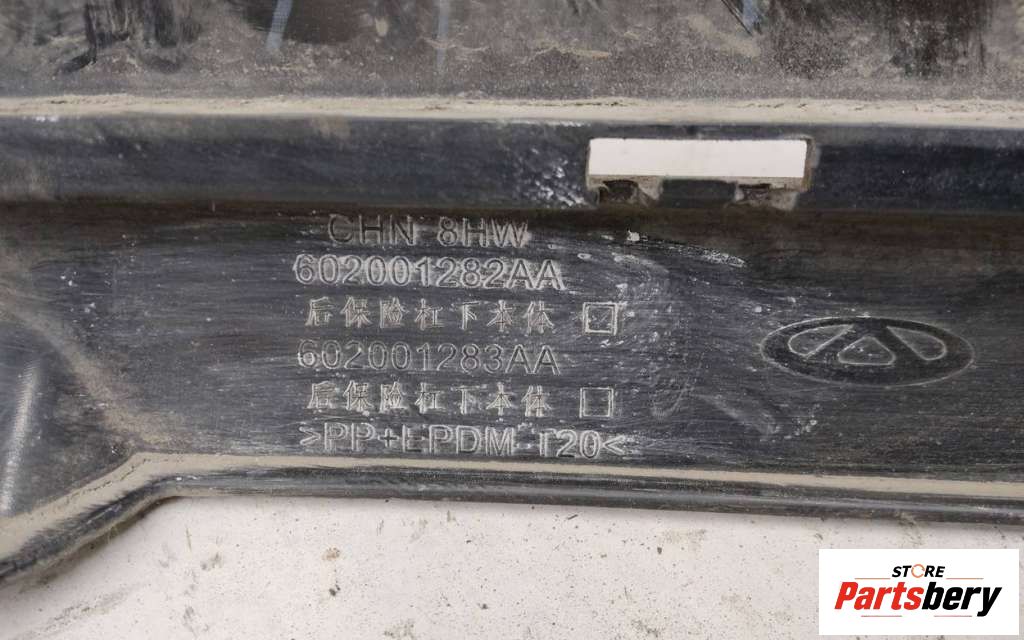 CHN 8HW
602001282AA
后保险杠下本体 ☒
602001283AA
后保险杠下本体 ☐
>PP+EPDM-T20<
STORE
Partsbery